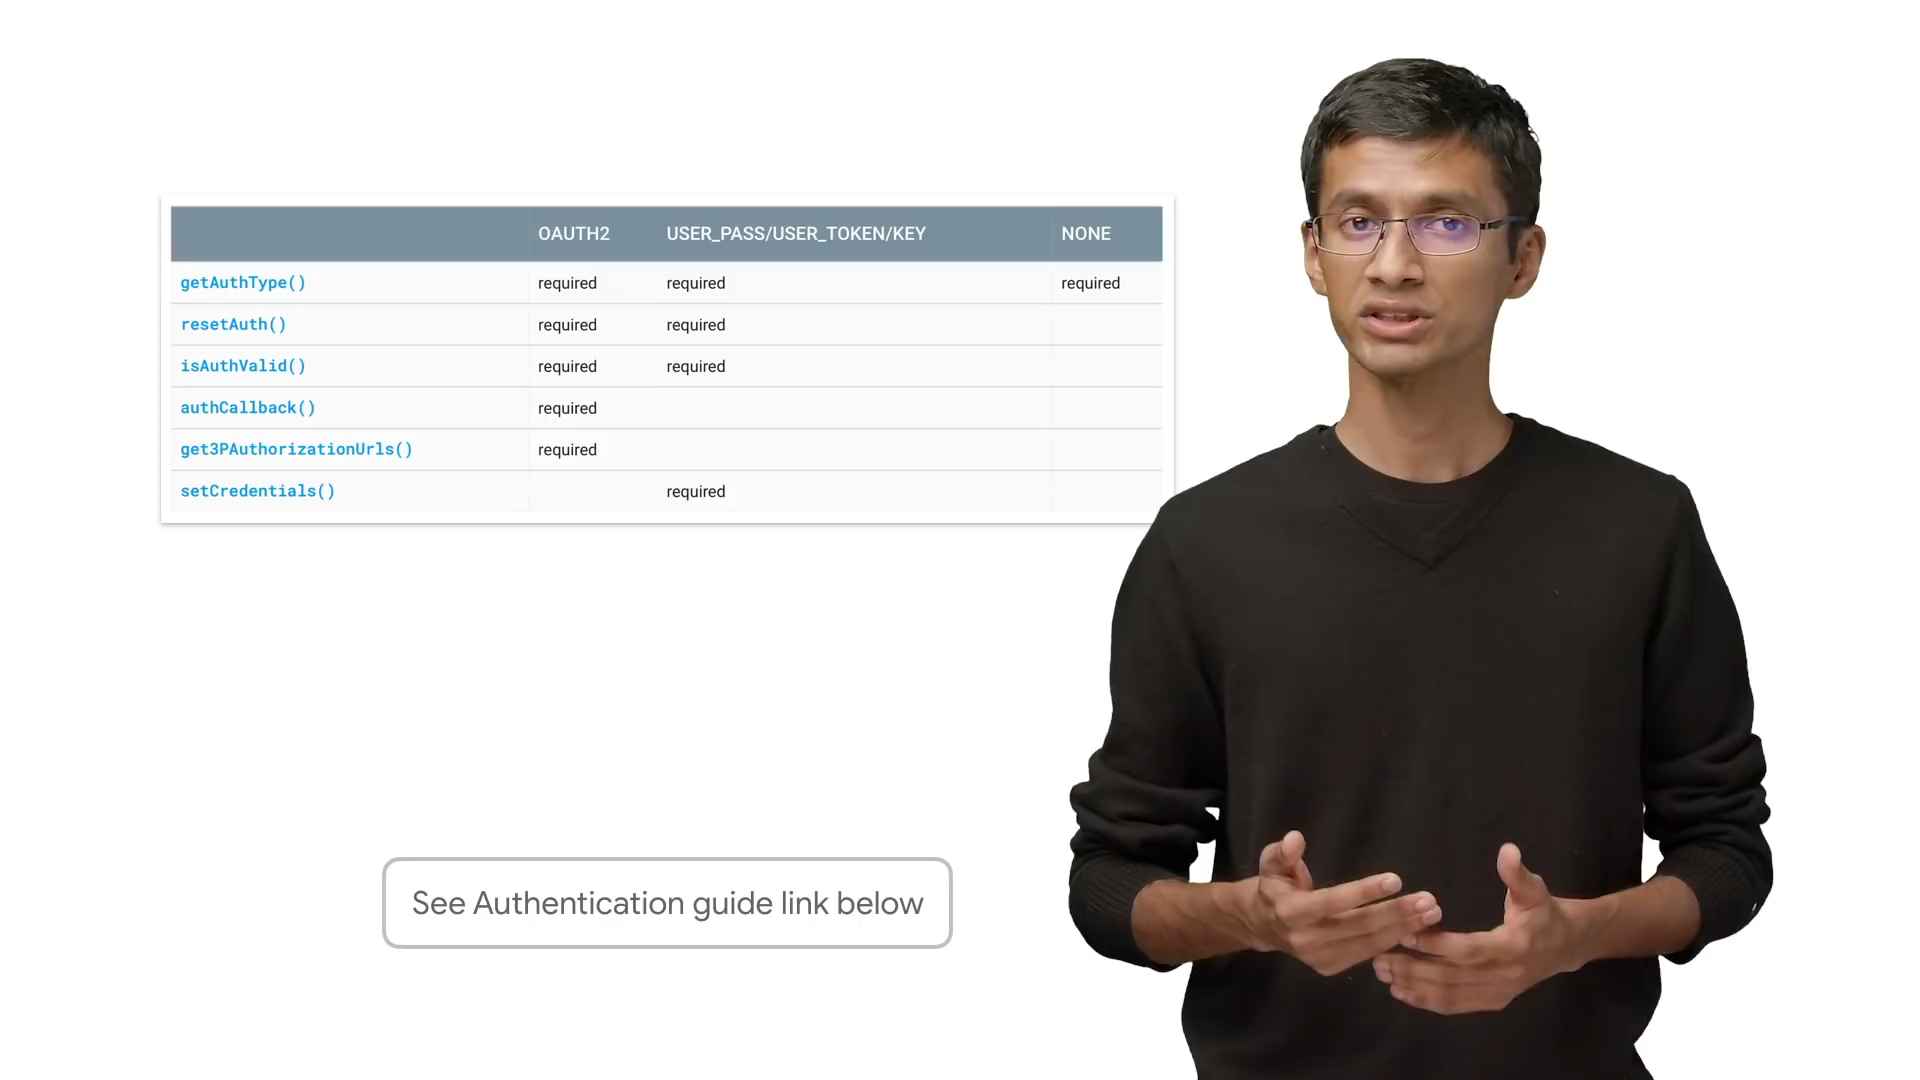 OAUTH2 USER_PASS/USER_TOKEN/KEY NONE
getAuthType() required required required
resetAuth() required required
isAuthValid() required required
authCallback() required
get3PAuthorizationUrls() required
setCredentials() required
See Authentication guide link below